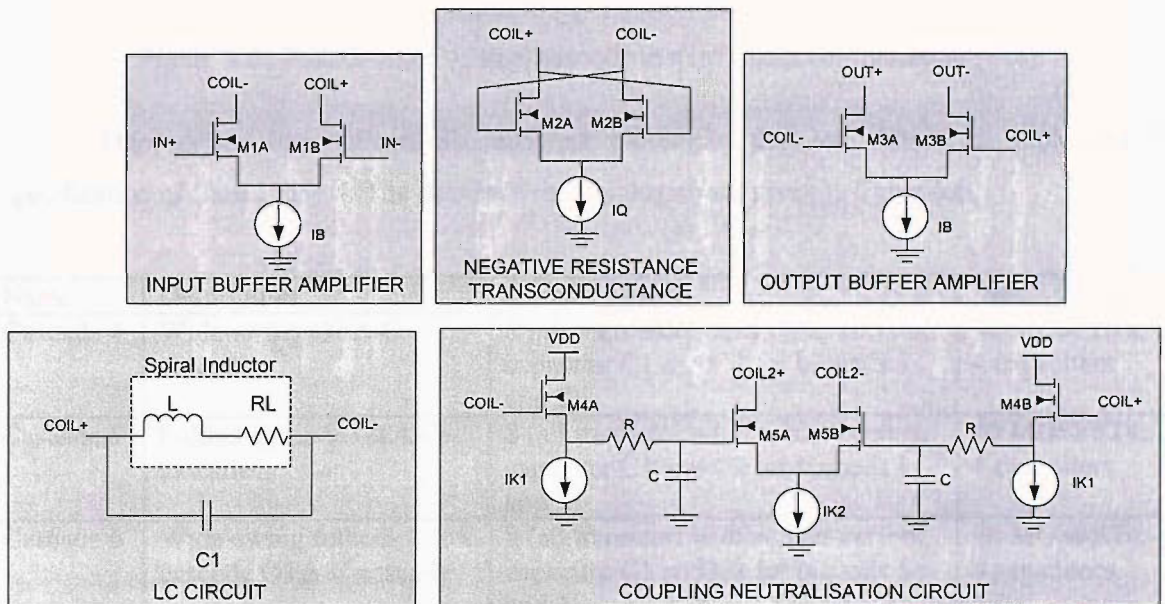 COIL- COIL+
IN+ M1A M1B IN-
IB
INPUT BUFFER AMPLIFIER
COIL+ COIL-
M2A M2B
IQ
NEGATIVE RESISTANCE
TRANSCONDUCTANCE
OUT+ OUT-
COIL- M3A M3B COIL+
IB
OUTPUT BUFFER AMPLIFIER
Spiral Inductor
L RL
COIL+ COIL-
C1
LC CIRCUIT
VDD VDD
COIL2+ COIL2-
COIL- M4A M4B COIL+
R M5A M5B R
IK1 C IK2 C IK1
COUPLING NEUTRALISATION CIRCUIT